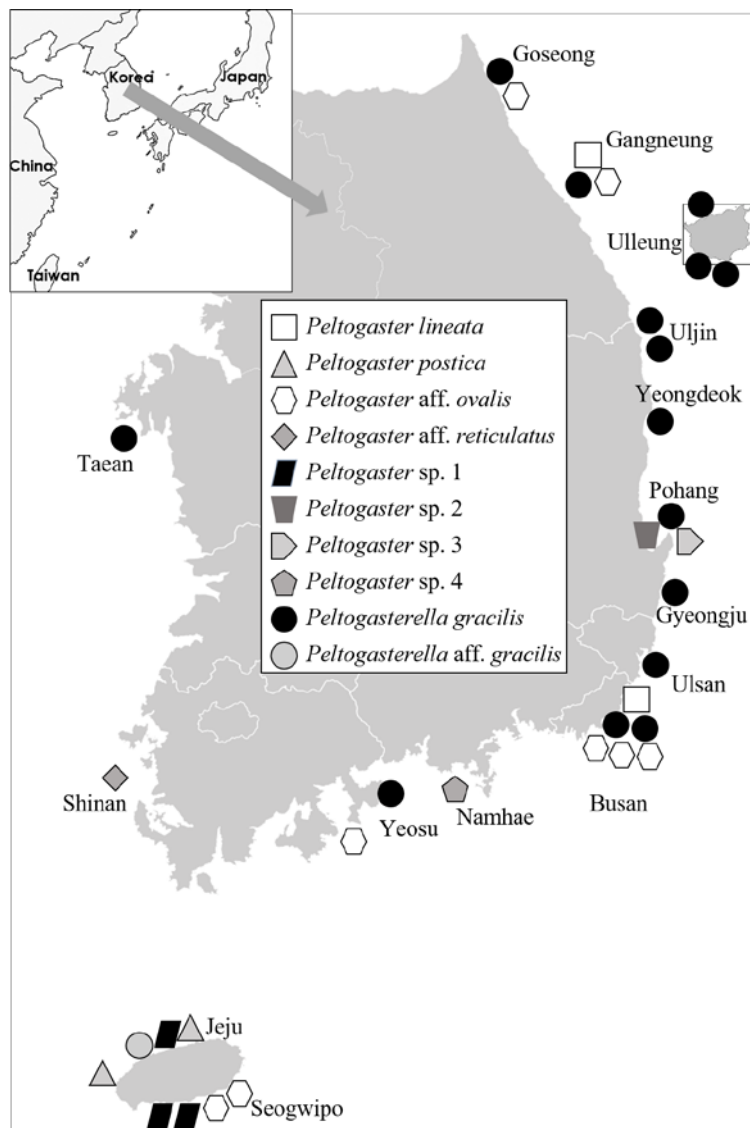 Korea
Japan
China
Taiwan
Goseong
Gangneung
Ulleung
Uljin
Yeongdeok
Pohang
Gyeongju
Ulsan
Busan
Namhae
Yeosu
Shinan
Taean
Jeju
Seogwipo
Peltogaster lineata
Peltogaster postica
Peltogaster aff. ovalis
Peltogaster aff. reticulatus
Peltogaster sp. 1
Peltogaster sp. 2
Peltogaster sp. 3
Peltogaster sp. 4
Peltogasterella gracilis
Peltogasterella aff. gracilis